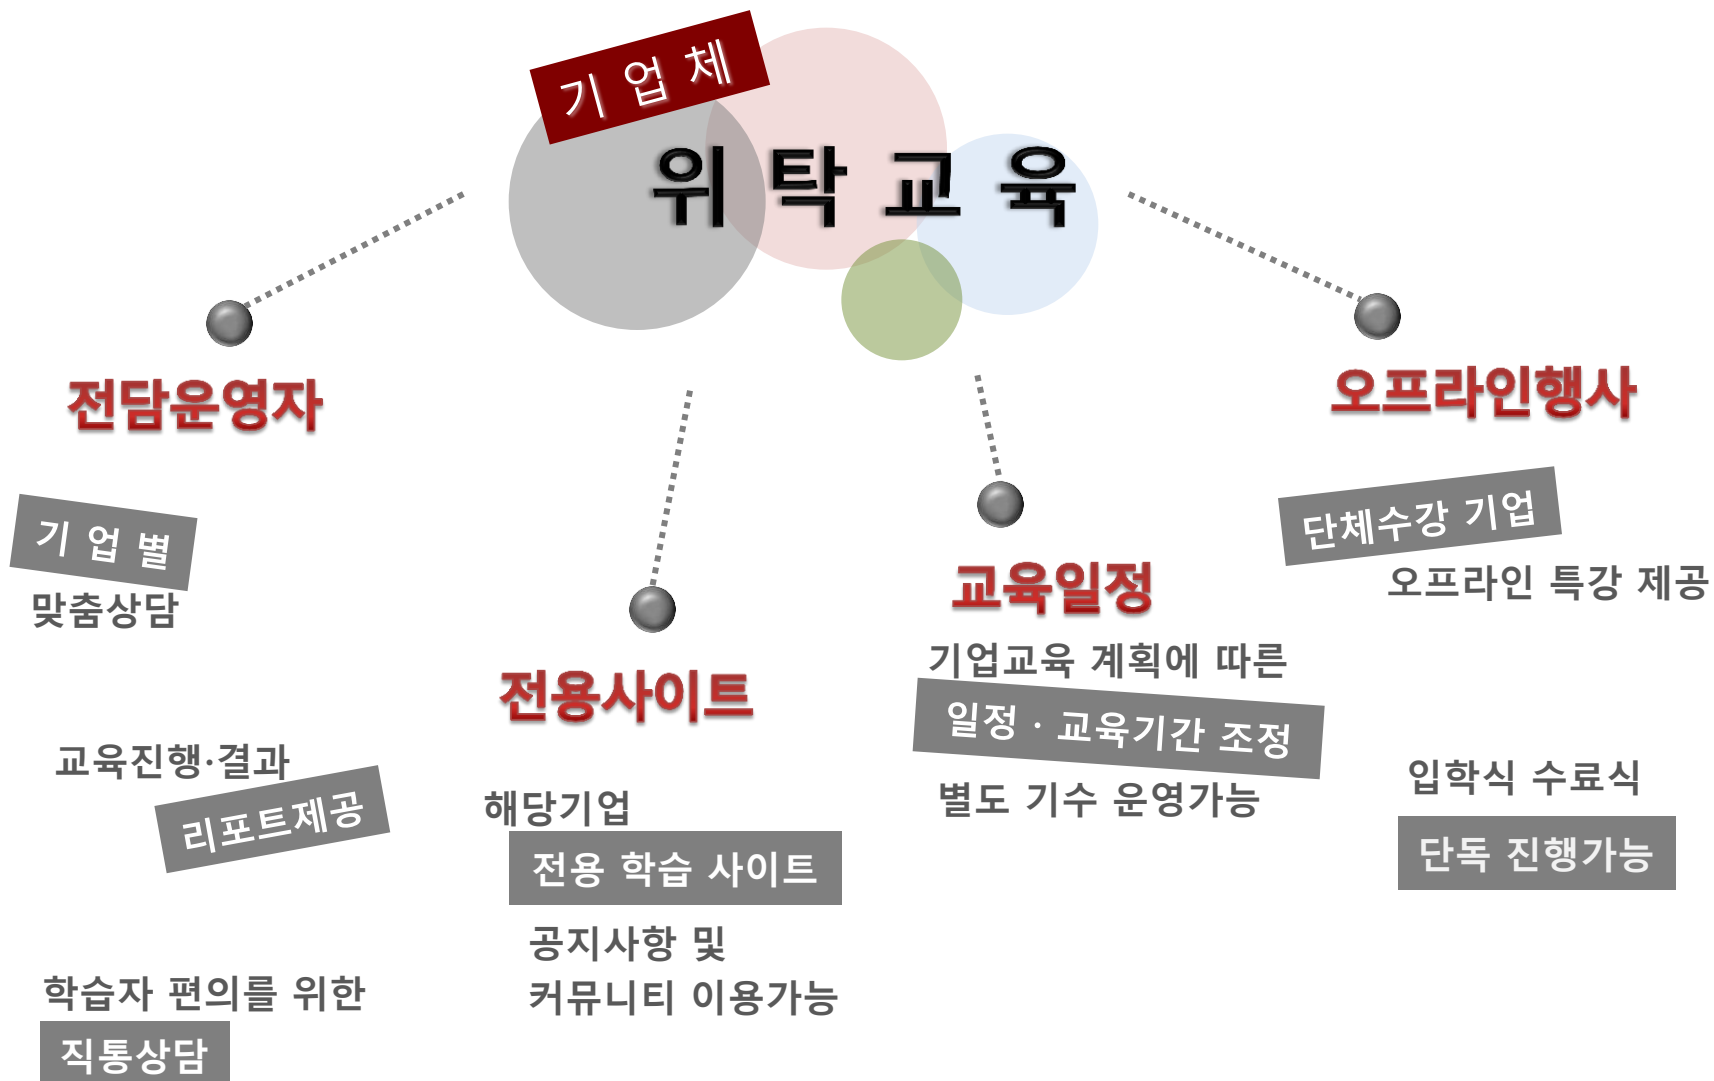 기 업 체
위 탁 교 육
전담운영자
기 업 별
맞춤상담
교육진행·결과
리포트제공
학습자 편의를 위한
직통상담
전용사이트
해당기업
전용 학습 사이트
공지사항 및
커뮤니티 이용가능
교육일정
기업교육 계획에 따른
일정 · 교육기간 조정
별도 기수 운영가능
오프라인행사
단체수강 기업
오프라인 특강 제공
입학식 수료식
단독 진행가능